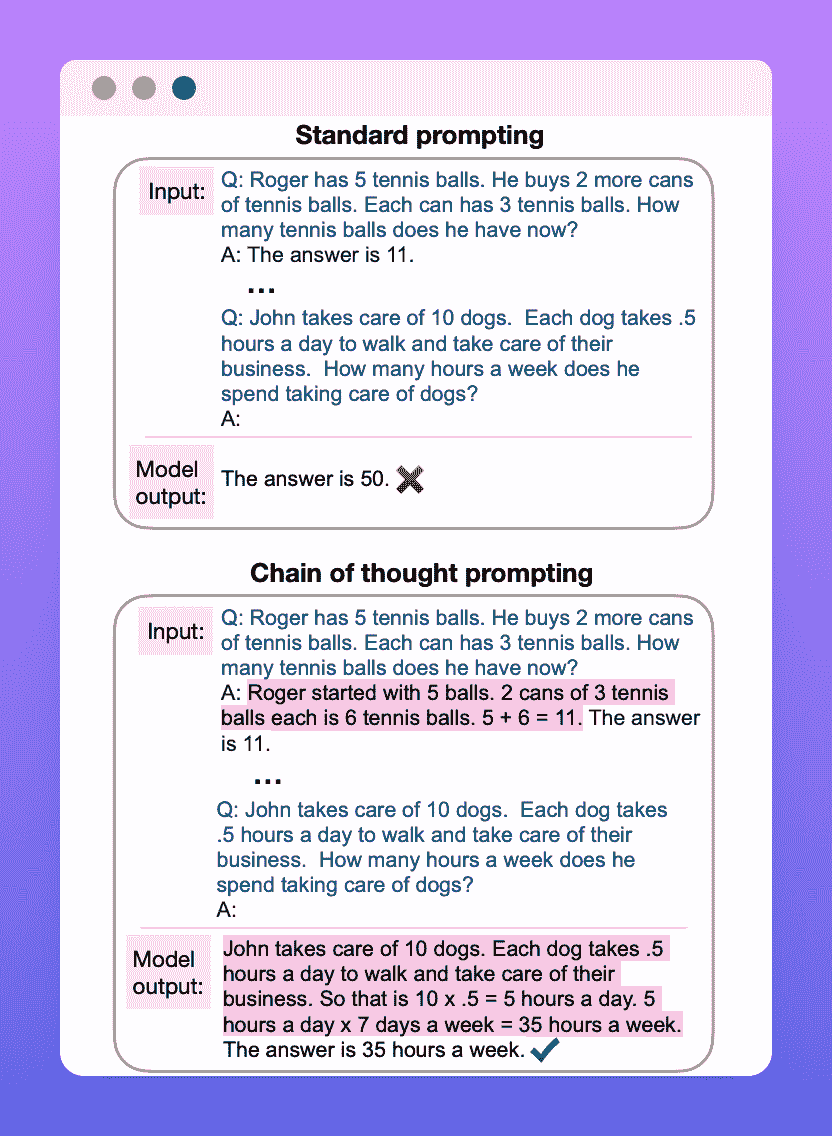 Standard prompting
Input:
Q: Roger has 5 tennis balls. He buys 2 more cans
of tennis balls. Each can has 3 tennis balls. How
many tennis balls does he have now?
A: The answer is 11.
...
Q: John takes care of 10 dogs.  Each dog takes .5
hours a day to walk and take care of their
business.  How many hours a week does he
spend taking care of dogs?
A:
Model
output:
The answer is 50.
Chain of thought prompting
Input:
Q: Roger has 5 tennis balls. He buys 2 more cans
of tennis balls. Each can has 3 tennis balls. How
many tennis balls does he have now?
A: Roger started with 5 balls. 2 cans of 3 tennis
balls each is 6 tennis balls. 5 + 6 = 11. The answer
is 11.
...
Q: John takes care of 10 dogs.  Each dog takes
.5 hours a day to walk and take care of their
business.  How many hours a week does he
spend taking care of dogs?
A:
Model
output:
John takes care of 10 dogs. Each dog takes .5
hours a day to walk and take care of their
business. So that is 10 x .5 = 5 hours a day. 5
hours a day x 7 days a week = 35 hours a week.
The answer is 35 hours a week.